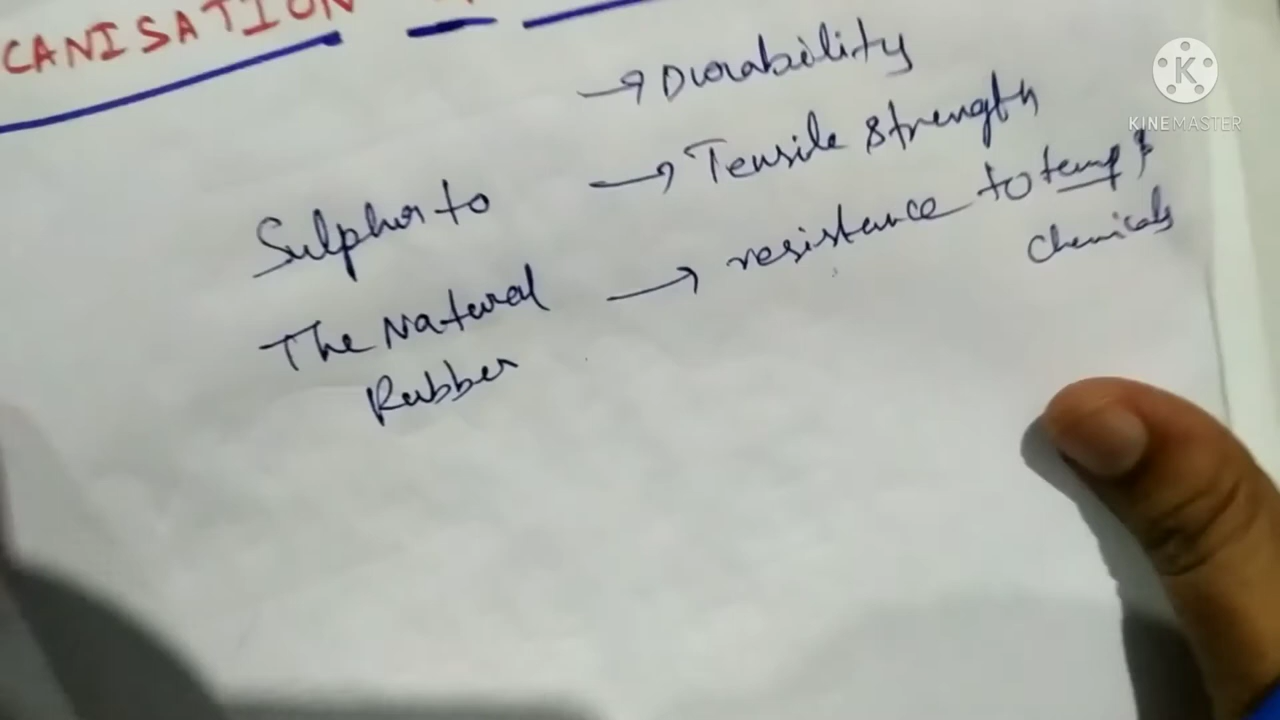 CANISATION
→ Durability
→ Tensile strength
Sulphur to
→ resistance to temp &
chemicals
The Natural
Rubber
KINEMASTER